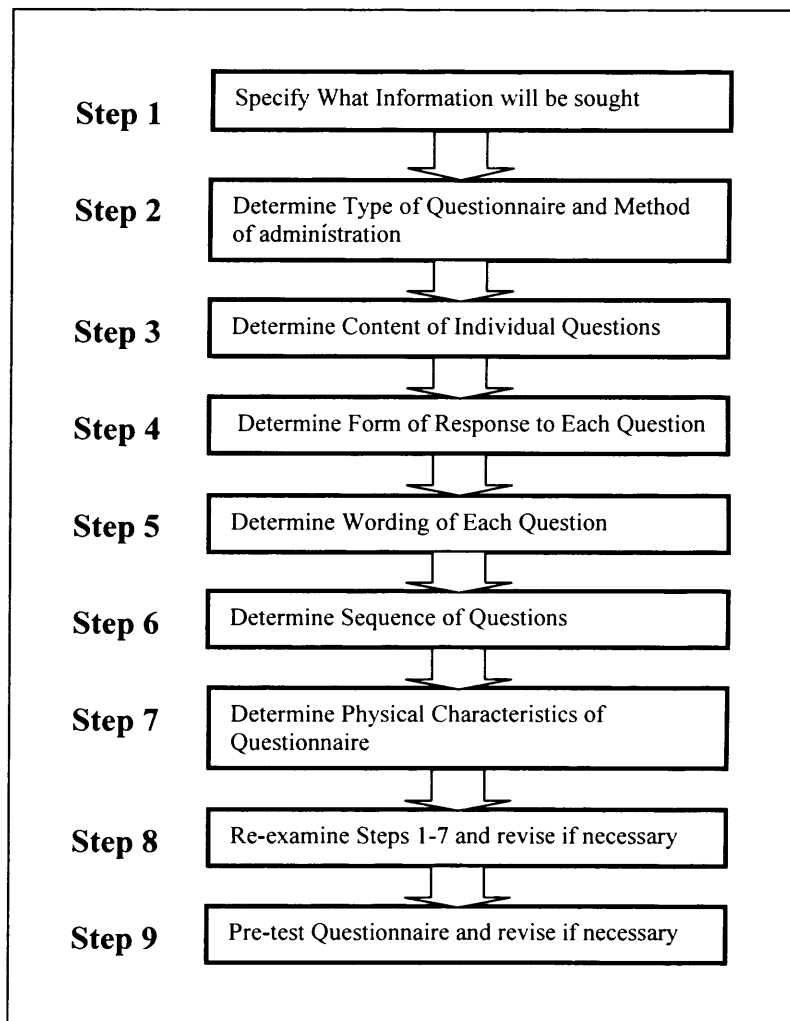 Step 1
Specify What Information will be sought
Step 2
Determine Type of Questionnaire and Method
of administration
Step 3
Determine Content of Individual Questions
Step 4
Determine Form of Response to Each Question
Step 5
Determine Wording of Each Question
Step 6
Determine Sequence of Questions
Step 7
Determine Physical Characteristics of
Questionnaire
Step 8
Re-examine Steps 1-7 and revise if necessary
Step 9
Pre-test Questionnaire and revise if necessary